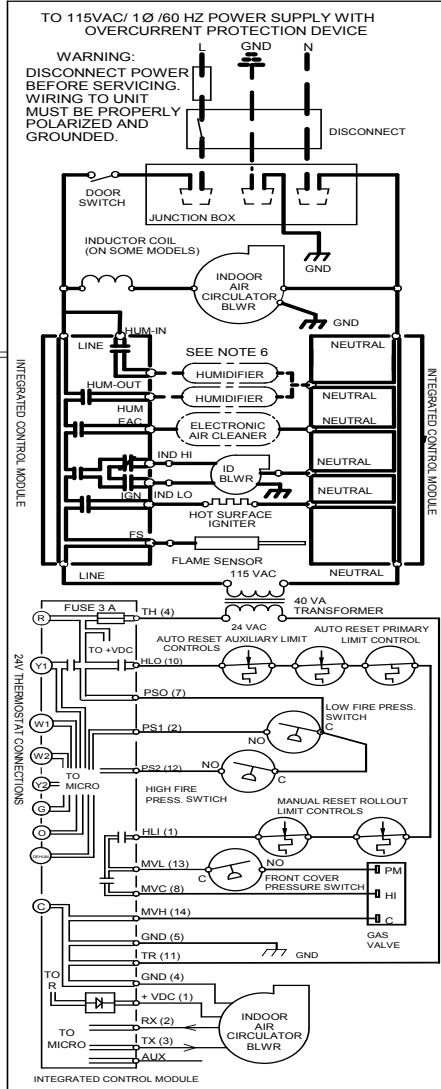 TO 115VAC/ 1 Ø /60 HZ POWER SUPPLY WITH
OVERCURRENT PROTECTION DEVICE
L
GND
N
WARNING:
DISCONNECT POWER
BEFORE SERVICING.
WIRING TO UNIT
MUST BE PROPERLY
POLARIZED AND
GROUNDED.
DISCONNECT
DOOR
SWITCH
JUNCTION BOX
GND
INDUCTOR COIL
(ON SOME MODELS)
INDOOR
AIR
CIRCULATOR
BLWR
GND
HUM-IN
LINE
SEE NOTE 6
NEUTRAL
HUMIDIFIER
HUM-OUT
HUMIDIFIER
NEUTRAL
HUM
EAC
ELECTRONIC
AIR CLEANER
NEUTRAL
INTEGRATED CONTROL MODULE
INTEGRATED CONTROL MODULE
IND HI
ID
BLWR
NEUTRAL
IGN
IND LO
HOT SURFACE
IGNITER
NEUTRAL
FS
FLAME SENSOR
LINE
115 VAC
NEUTRAL
40 VA
TRANSFORMER
24 VAC
R
FUSE 3 A
TH (4)
TO +VDC
AUTO RESET AUXILIARY LIMIT
CONTROLS
AUTO RESET PRIMARY
LIMIT CONTROL
Y1
HLO (10)
PSO (7)
LOW FIRE PRESS.
SWITCH
C
24V THERMOSTAT CONNECTIONS
W1
PS1 (2)
NO
W2
PS2 (12)
NO
C
Y2
TO
MICRO
HIGH FIRE
PRESS. SWTICH
G
O
DEHUM
MANUAL RESET ROLLOUT
LIMIT CONTROLS
HLI (1)
MVL (13)
NO
C
FRONT COVER
PRESSURE SWITCH
PM
MVC (8)
HI
C
MVH (14)
C
GAS
VALVE
GND (5)
GND
TR (11)
GND (4)
TO
R
+ VDC (1)
INDOOR
AIR
CIRCULATOR
BLWR
RX (2)
TO
MICRO
TX (3)
AUX
INTEGRATED CONTROL MODULE